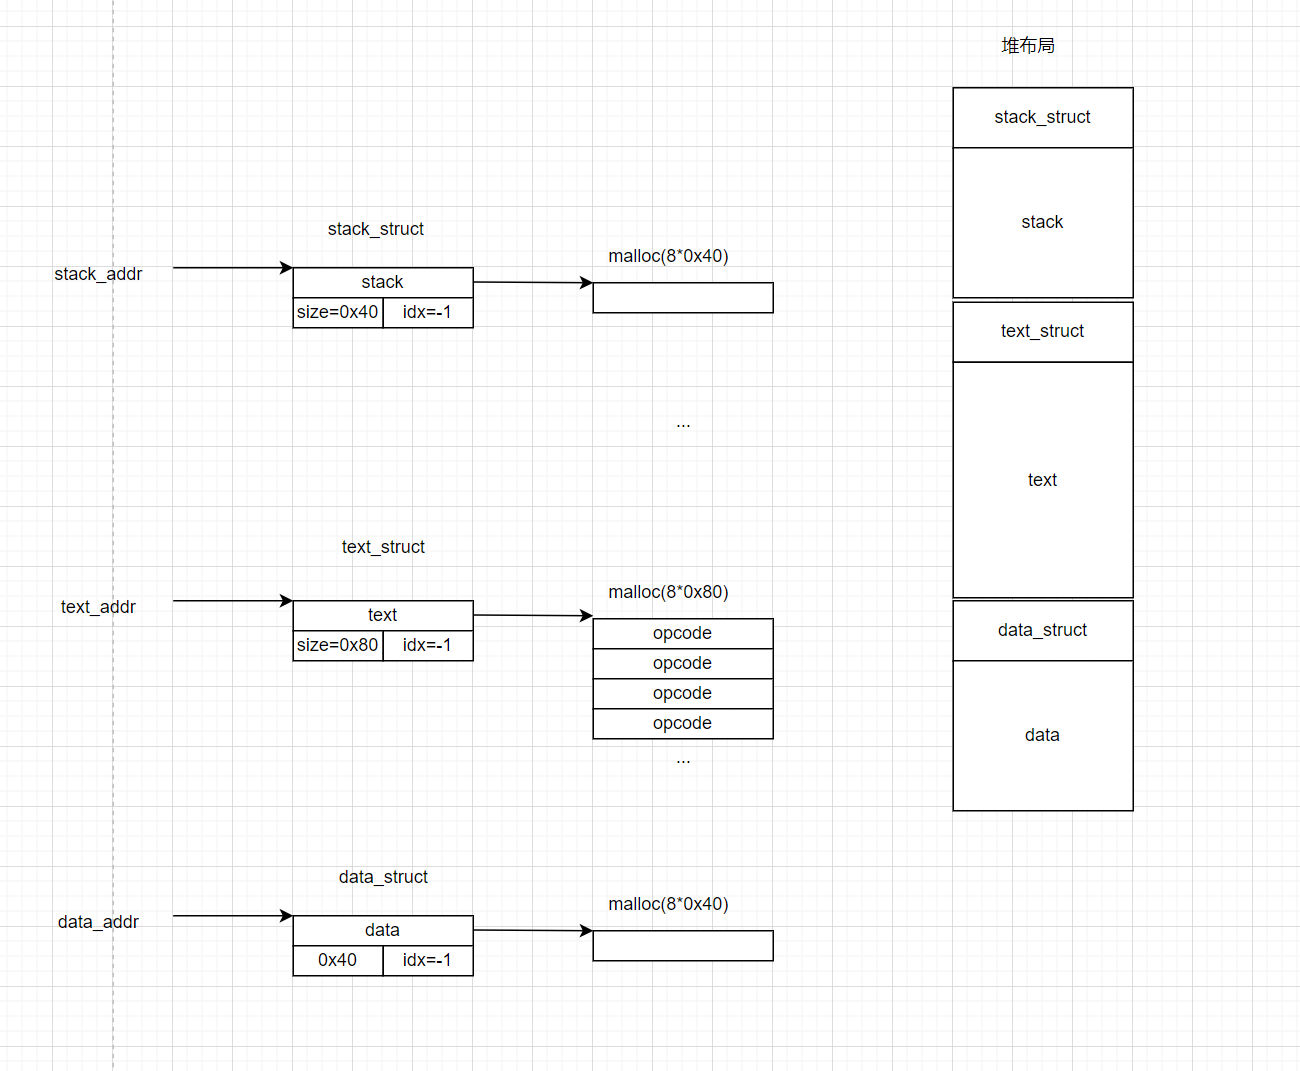 堆布局
stack_struct
stack
text_struct
text
data_struct
data
stack_struct
stack_addr
stack
size=0x40 idx=-1
malloc(8*0x40)
...
text_struct
text_addr
text
size=0x80 idx=-1
malloc(8*0x80)
opcode
opcode
opcode
opcode
...
data_struct
data_addr
data
0x40 idx=-1
malloc(8*0x40)